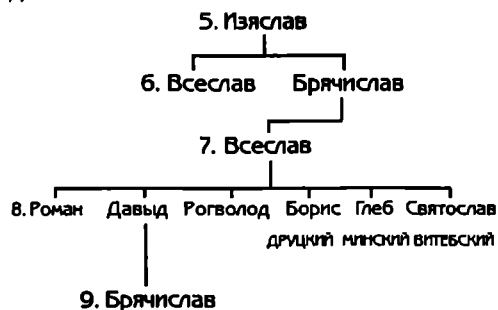 5. Изяслав
6. Всеслав Брячислав
7. Всеслав
8. Роман Давыд Рогволод Борис Глеб Святослав
ДРУЦКИЙ МИНСКИЙ ВИТЕБСКИЙ
9. Брячислав